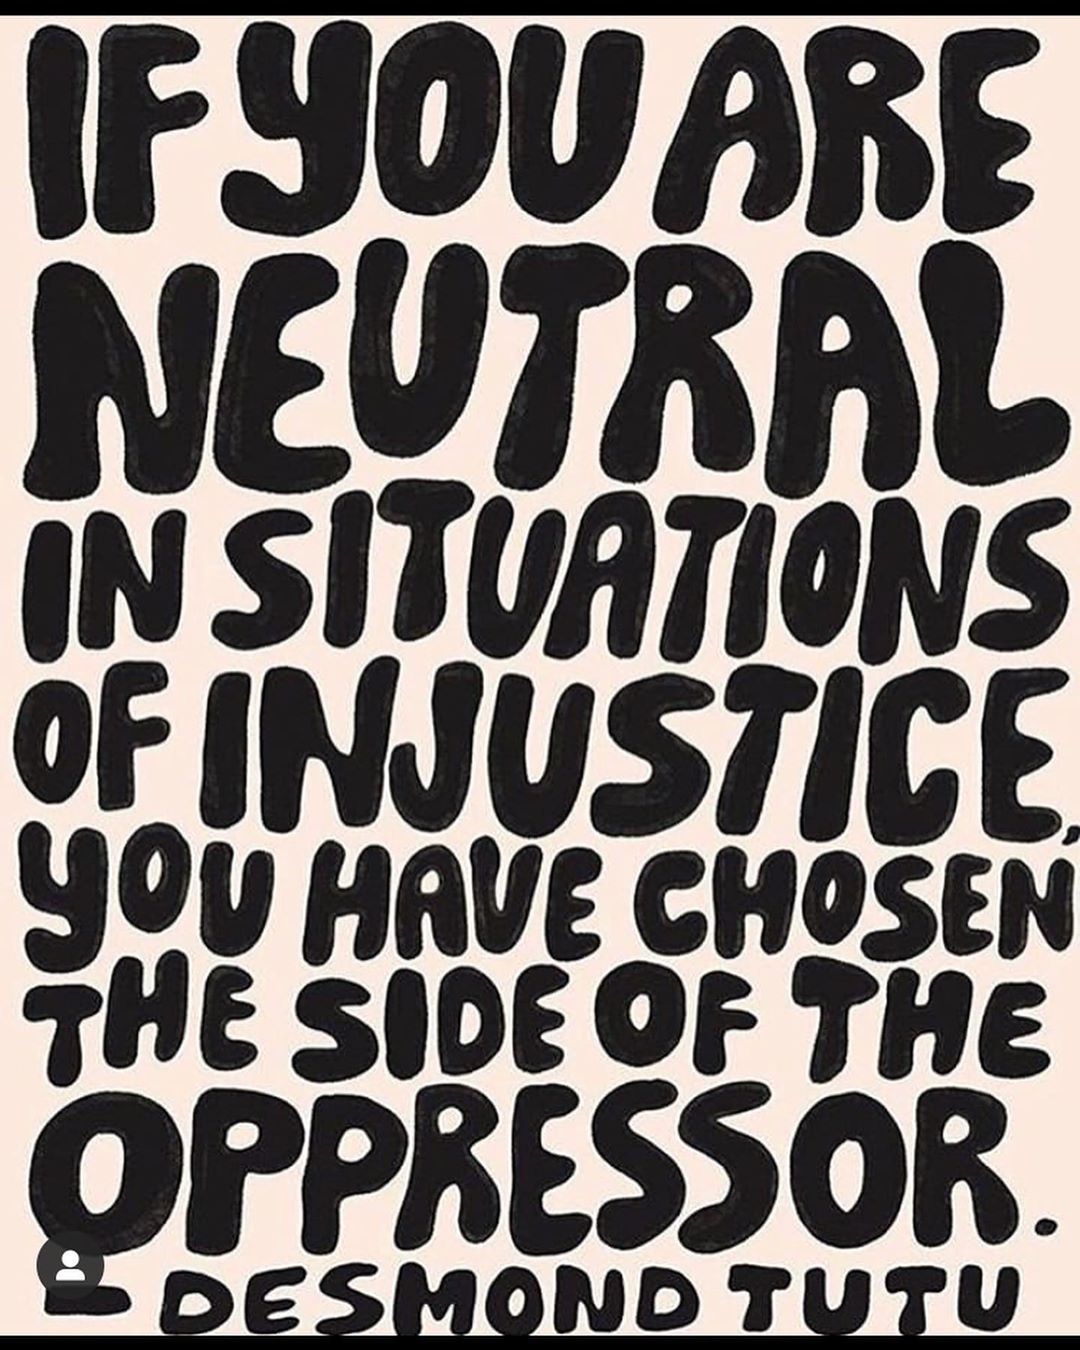 IF YOU ARE
NEUTRAL
IN SITUATIONS
OF INJUSTICE,
YOU HAVE CHOSEN
THE SIDE OF THE
OPPRESSOR.
- DESMOND TUTU